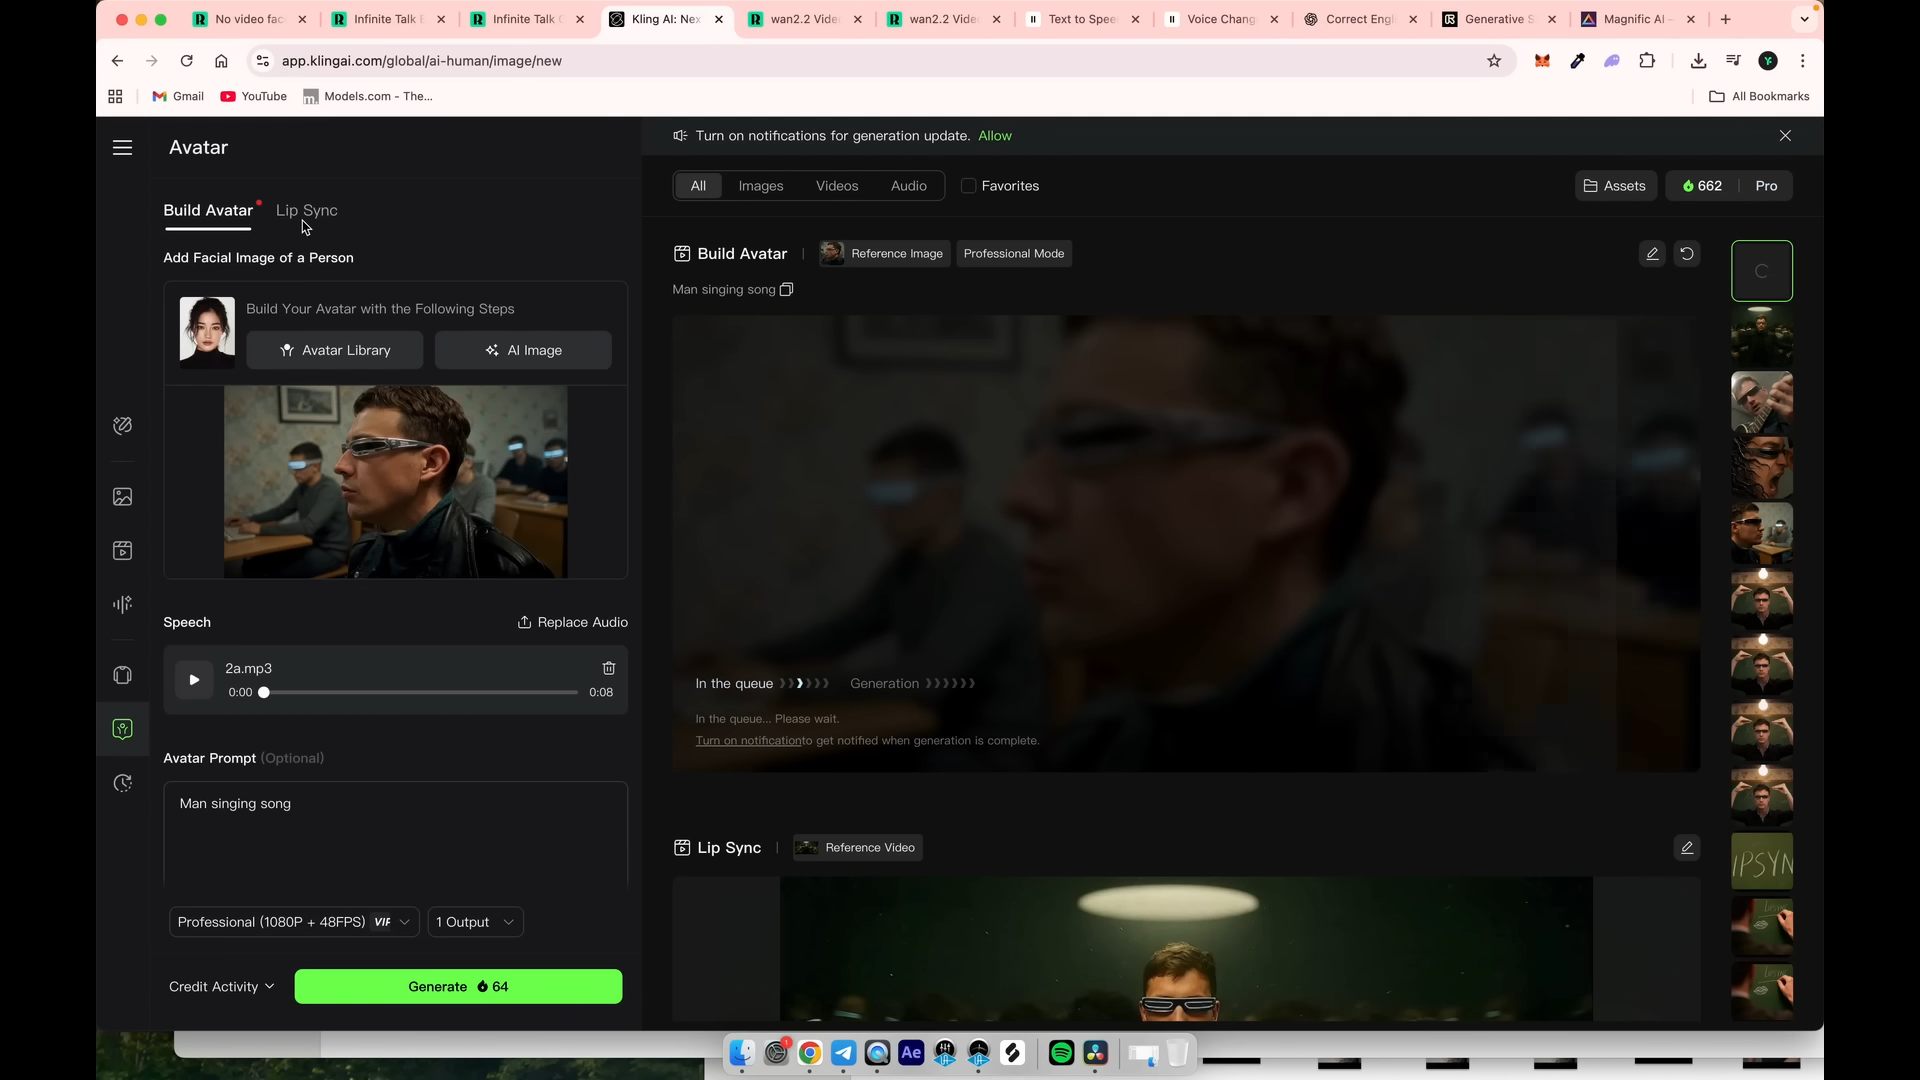 No video fac
Infinite Talk E
Infinite Talk C
Kling AI: Nex
wan2.2 Vide
wan2.2 Vide
Text to Spee
Voice Chang
Correct Engl
Generative S
Magnific AI –
app.klingai.com/global/ai-human/image/new
Gmail
YouTube
Models.com - The...
All Bookmarks
Avatar
Turn on notifications for generation update. Allow
All
Images
Videos
Audio
Favorites
Assets
662
Pro
Build Avatar
Lip Sync
Add Facial Image of a Person
Build Your Avatar with the Following Steps
Avatar Library
AI Image
Build Avatar
Reference Image
Professional Mode
Man singing song
Speech
Replace Audio
2a.mp3
0:00
0:08
In the queue
Generation
In the queue... Please wait.
Turn on notificationto get notified when generation is complete.
Avatar Prompt (Optional)
Man singing song
Lip Sync
Reference Video
IPSYN
Professional (1080P + 48FPS) VIP
1 Output
Credit Activity
Generate 64
Ae
1